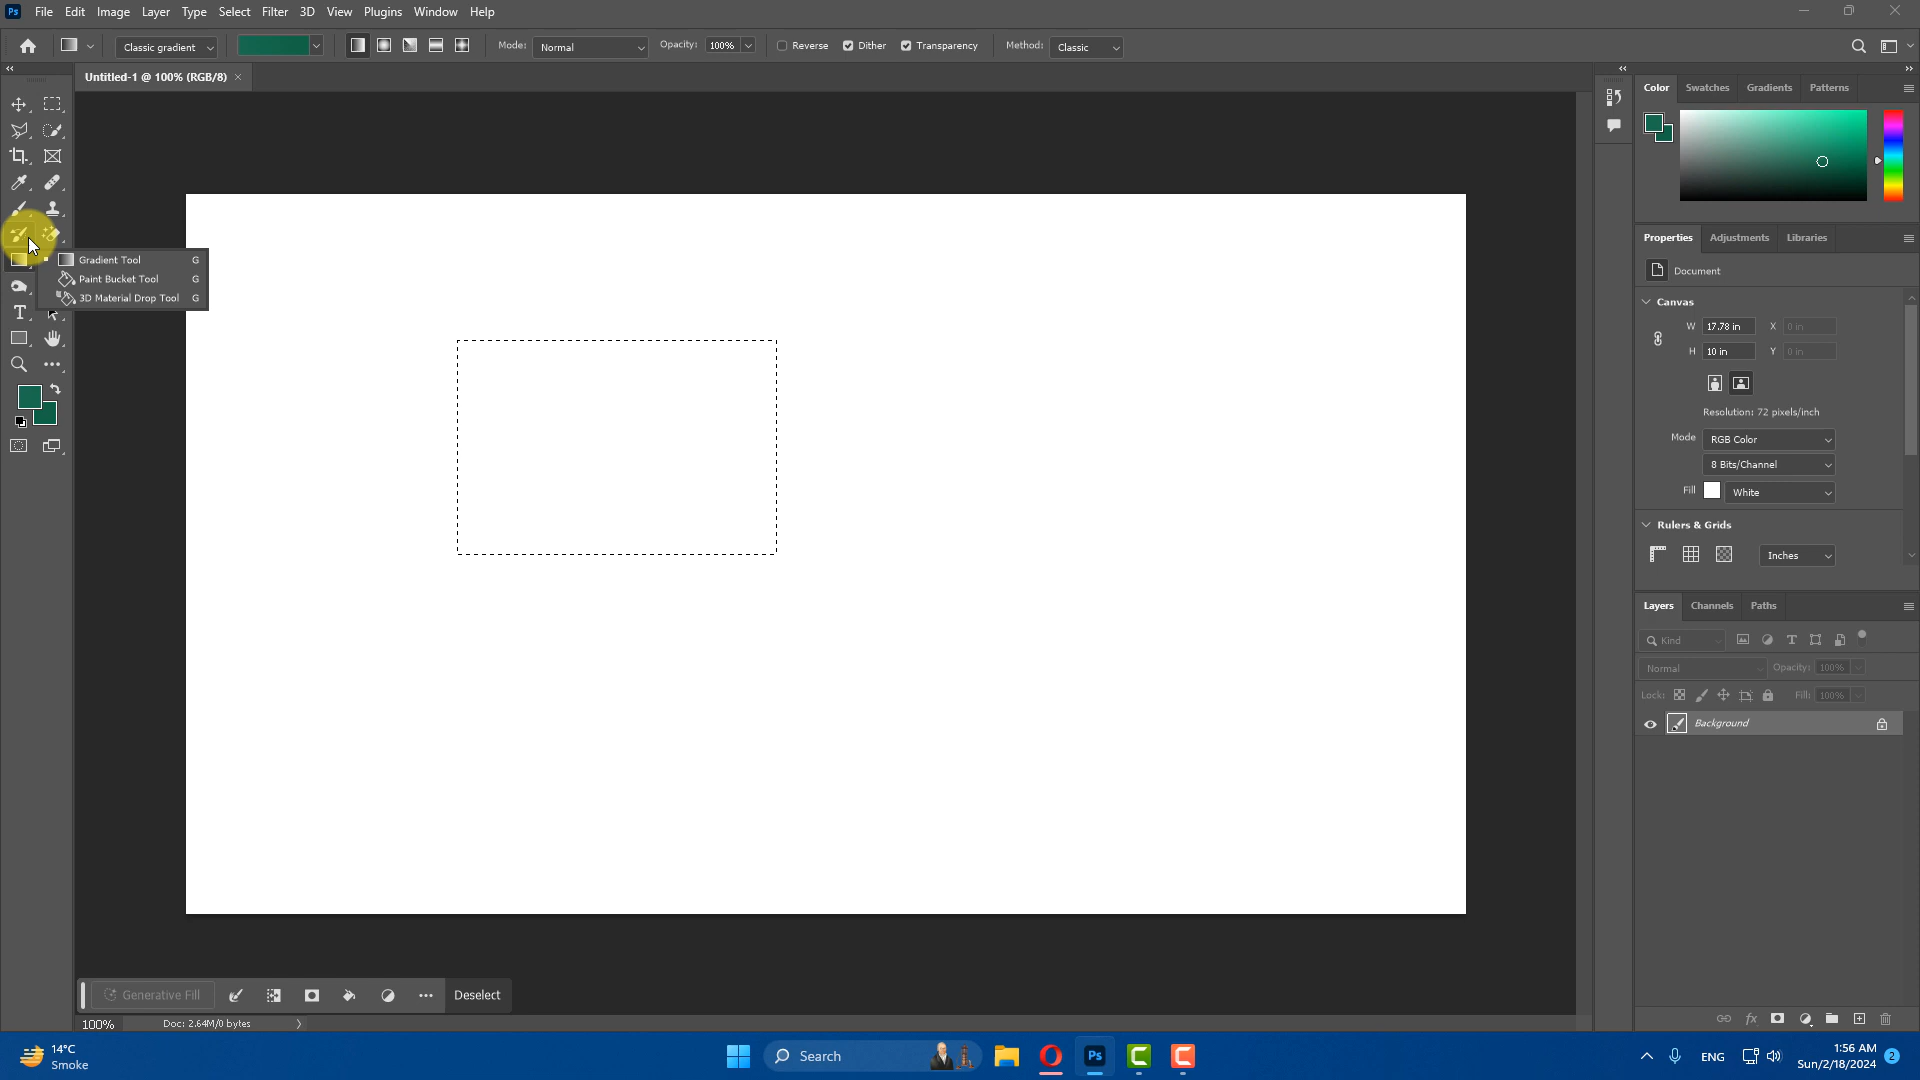 Ps File Edit Image Layer Type Select Filter 3D View Plugins Window Help
Classic gradient Mode: Normal Opacity: 100% Reverse Dither Transparency Method: Classic
Untitled-1 @ 100% (RGB/8)
Color Swatches Gradients Patterns
Properties Adjustments Libraries
Gradient Tool G
Paint Bucket Tool G
3D Material Drop Tool G
T
Document
Canvas
W 17.78 in X 0 in
H 10 in Y 0 in
Resolution: 72 pixels/inch
Mode RGB Color
8 Bits/Channel
Fill White
Rulers & Grids
Inches
Layers Channels Paths
Kind
Normal Opacity: 100%
Lock: Fill: 100%
Background
Generative Fill Deselect
100% Doc: 2.64M/0 bytes
fx
14°C
Smoke
Search
Ps
ENG
1:56 AM
Sun/2/18/2024
2